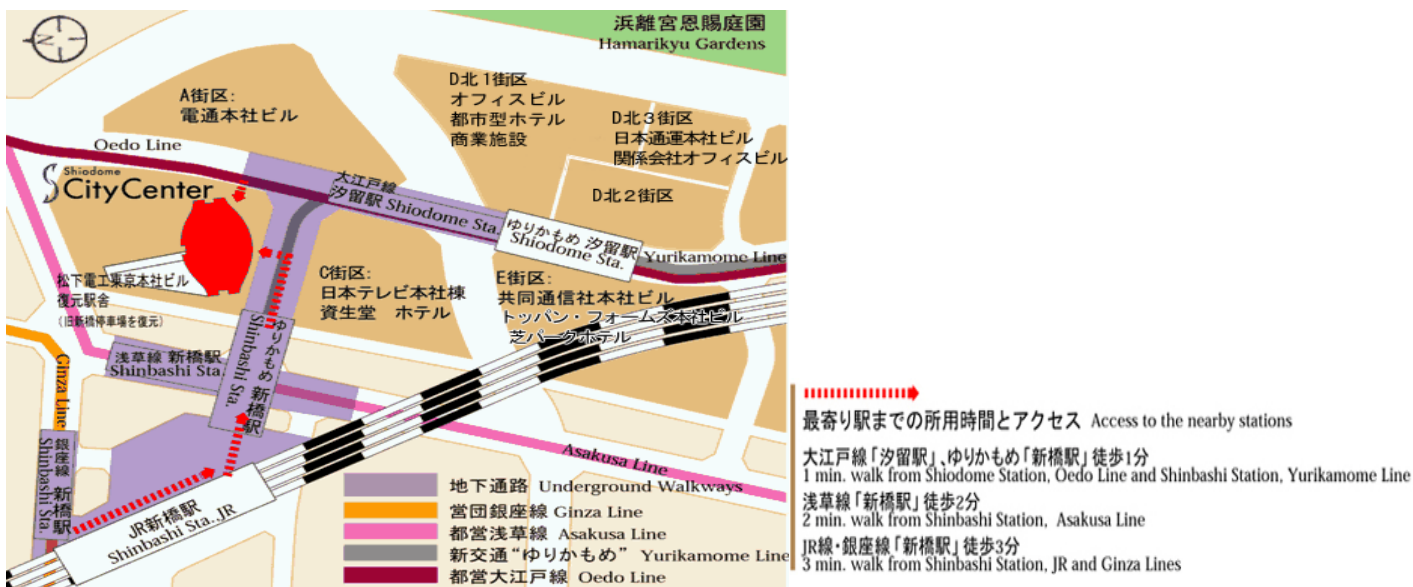 N
浜離宮恩賜庭園
Hamarikyu Gardens
A街区:
電通本社ビル
D北1街区
オフィスビル
都市型ホテル
商業施設
D北3街区
日本通運本社ビル
関係会社オフィスビル
D北2街区
Oedo Line
Shiodome
CityCenter
大江戸線
汐留駅 Shiodome Sta.
ゆりかもめ 汐留駅
Shiodome Sta.
Yurikamome Line
松下電工東京本社ビル
復元駅舎
(旧新橋停車場を復元)
C街区:
日本テレビ本社棟
資生堂 ホテル
E街区:
共同通信社本社ビル
トッパン・フォームズ本社ビル
芝パークホテル
ゆりかもめ 新橋駅
Shinbashi Sta.
浅草線 新橋駅
Shinbashi Sta.
Ginza Line
銀座線 新橋駅
Shinbashi Sta.
Asakusa Line
JR新橋駅
Shinbashi Sta.,JR
地下通路 Underground Walkways
営団銀座線 Ginza Line
都営浅草線 Asakusa Line
新交通“ゆりかもめ” Yurikamome Line
都営大江戸線 Oedo Line
最寄り駅までの所用時間とアクセス Access to the nearby stations
大江戸線「汐留駅」、ゆりかもめ「新橋駅」徒歩1分
1 min. walk from Shiodome Station, Oedo Line and Shinbashi Station, Yurikamome Line
浅草線「新橋駅」徒歩2分
2 min. walk from Shinbashi Station, Asakusa Line
JR線・銀座線「新橋駅」徒歩3分
3 min. walk from Shinbashi Station, JR and Ginza Lines